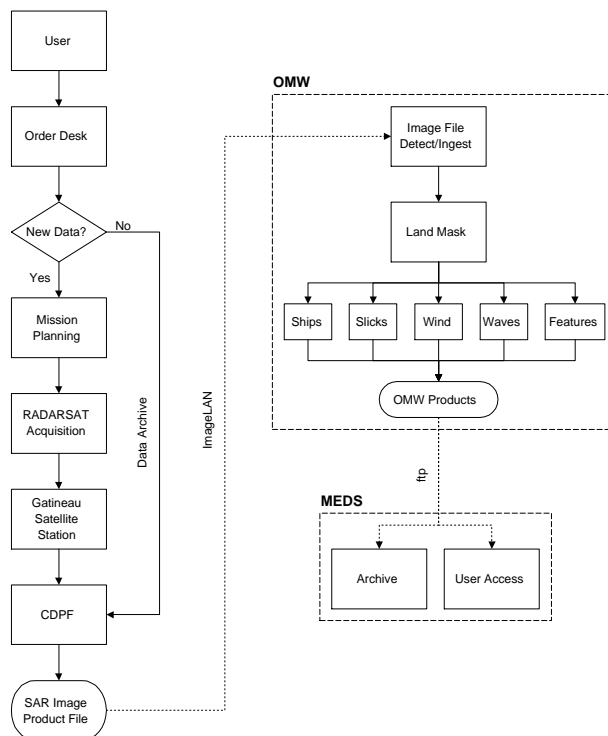 User
Order Desk
New Data?
No
Yes
Mission
Planning
RADARSAT
Acquisition
Gatineau
Satellite
Station
CDPF
SAR Image
Product File
Data Archive
ImageLAN
OMW
Image File
Detect/Ingest
Land Mask
Ships
Slicks
Wind
Waves
Features
OMW Products
ftp
MEDS
Archive
User Access